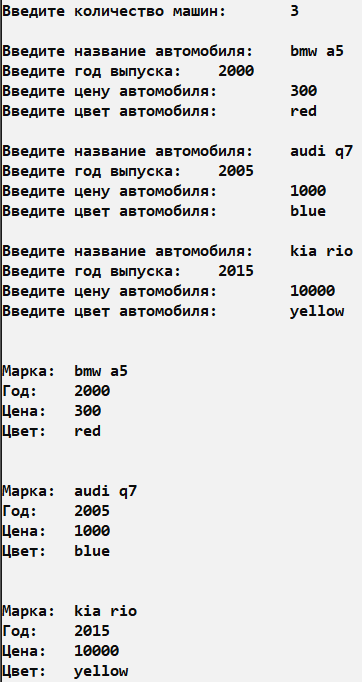 Введите количество машин: 3
Введите название автомобиля: bmw a5
Введите год выпуска: 2000
Введите цену автомобиля: 300
Введите цвет автомобиля: red
Введите название автомобиля: audi q7
Введите год выпуска: 2005
Введите цену автомобиля: 1000
Введите цвет автомобиля: blue
Введите название автомобиля: kia rio
Введите год выпуска: 2015
Введите цену автомобиля: 10000
Введите цвет автомобиля: yellow
Марка: bmw a5
Год: 2000
Цена: 300
Цвет: red
Марка: audi q7
Год: 2005
Цена: 1000
Цвет: blue
Марка: kia rio
Год: 2015
Цена: 10000
Цвет: yellow